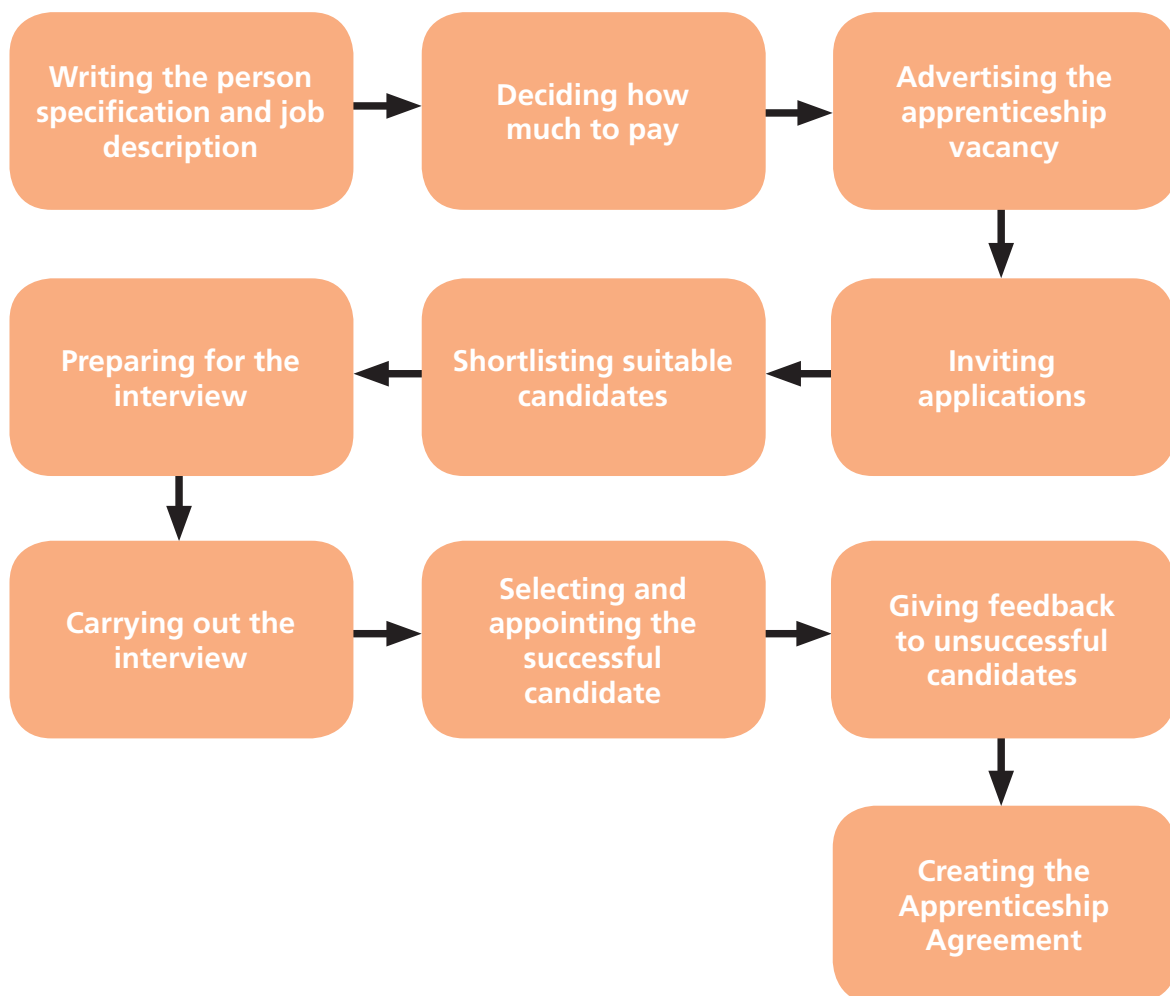 Writing the person
specification and job
description
Deciding how
much to pay
Advertising the
apprenticeship
vacancy
Inviting
applications
Shortlisting suitable
candidates
Preparing for the
interview
Carrying out the
interview
Selecting and
appointing the
successful
candidate
Giving feedback
to unsuccessful
candidates
Creating the
Apprenticeship
Agreement